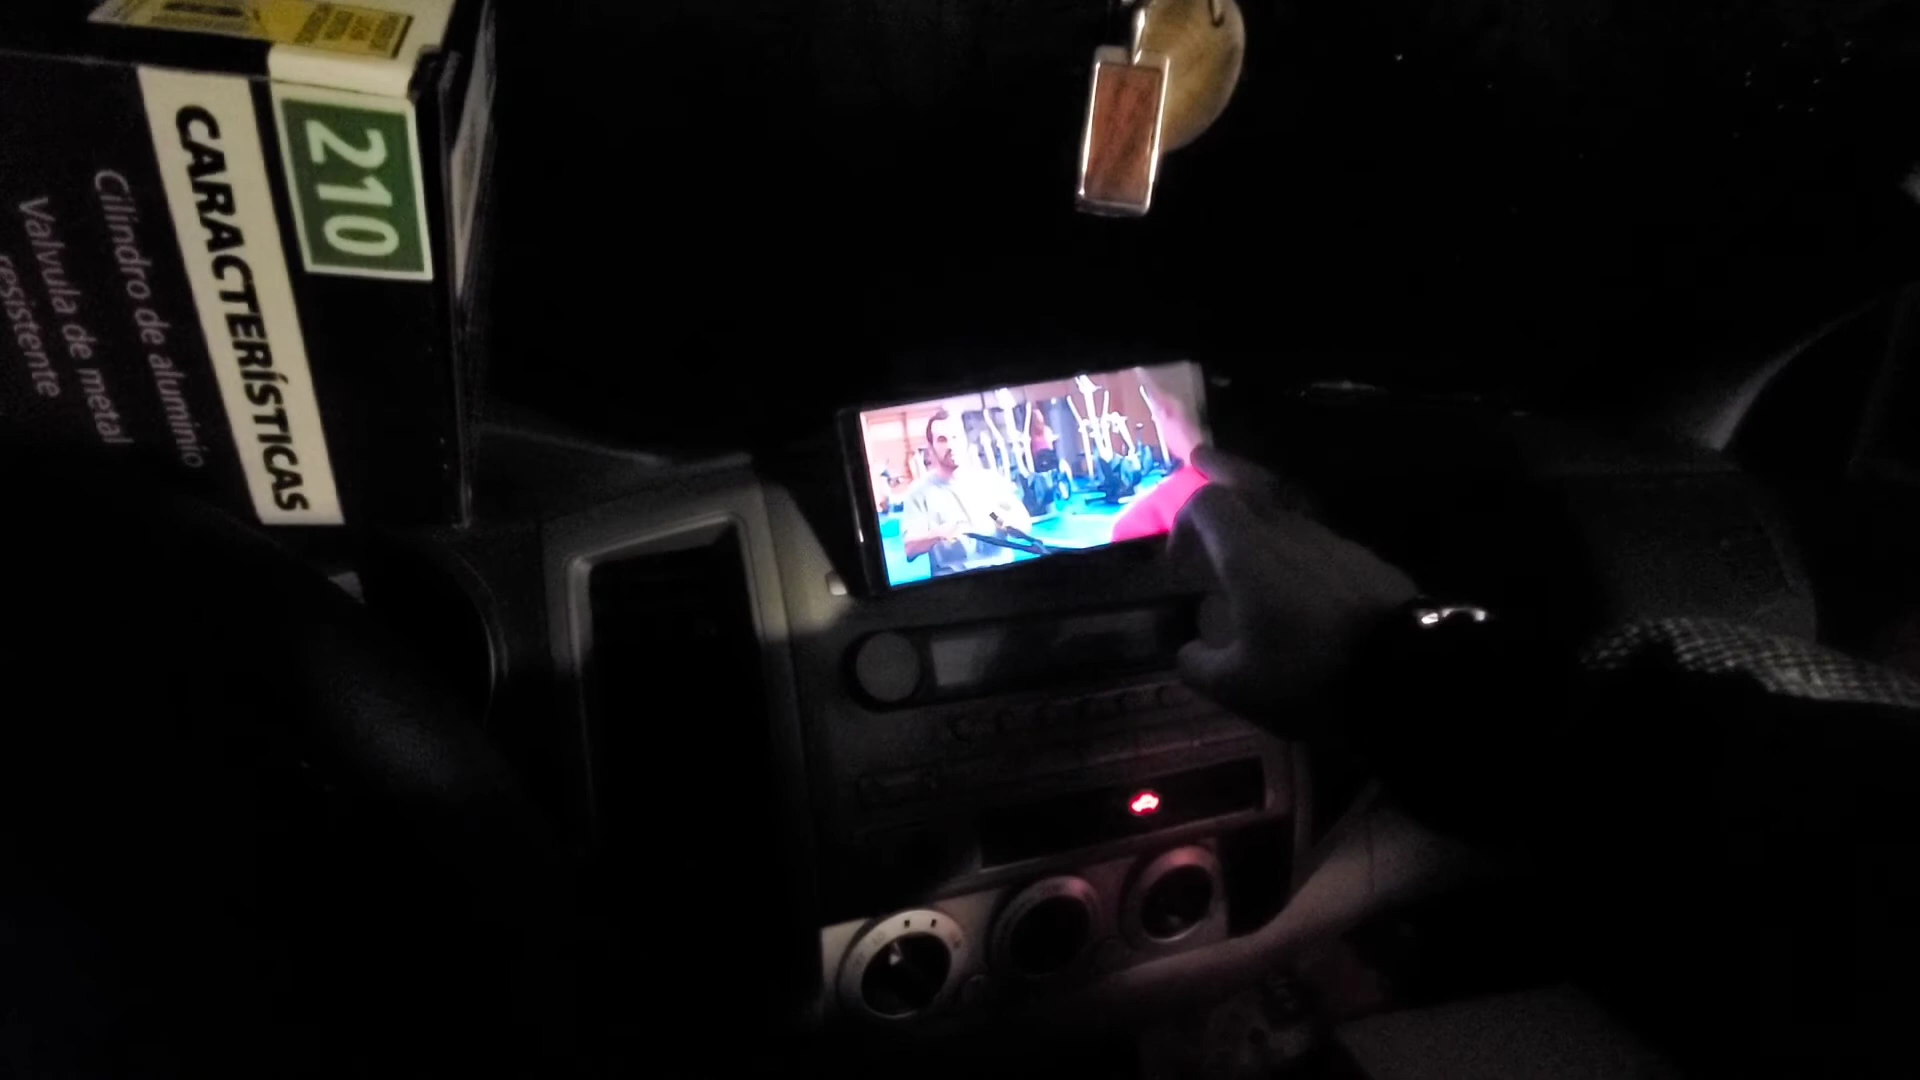 210
CARACTERÍSTICAS
Cilindro de aluminio
Valvula de metal
resistente